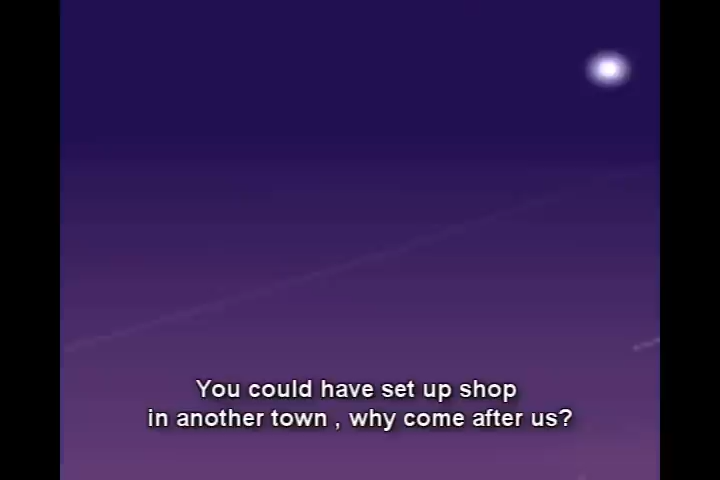 You could have set up shop
in another town , why come after us?